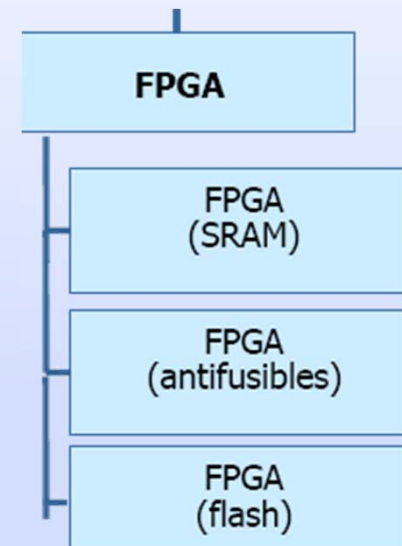 FPGA
FPGA
(SRAM)
FPGA
(antifusibles)
FPGA
(flash)